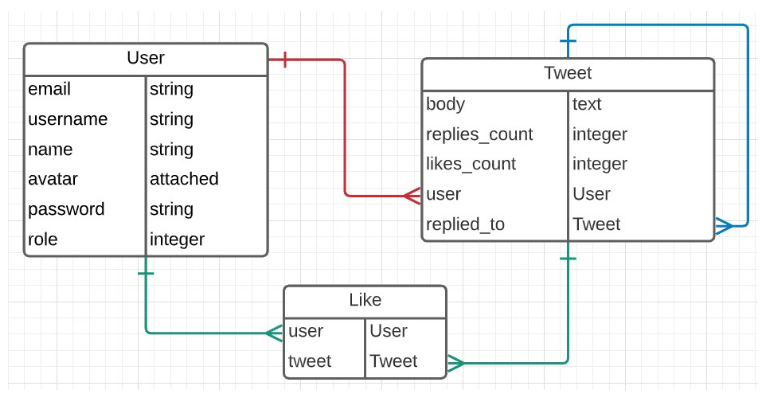 User
email string
username string
name string
avatar attached
password string
role integer
Tweet
body text
replies_count integer
likes_count integer
user User
replied_to Tweet
Like
user User
tweet Tweet